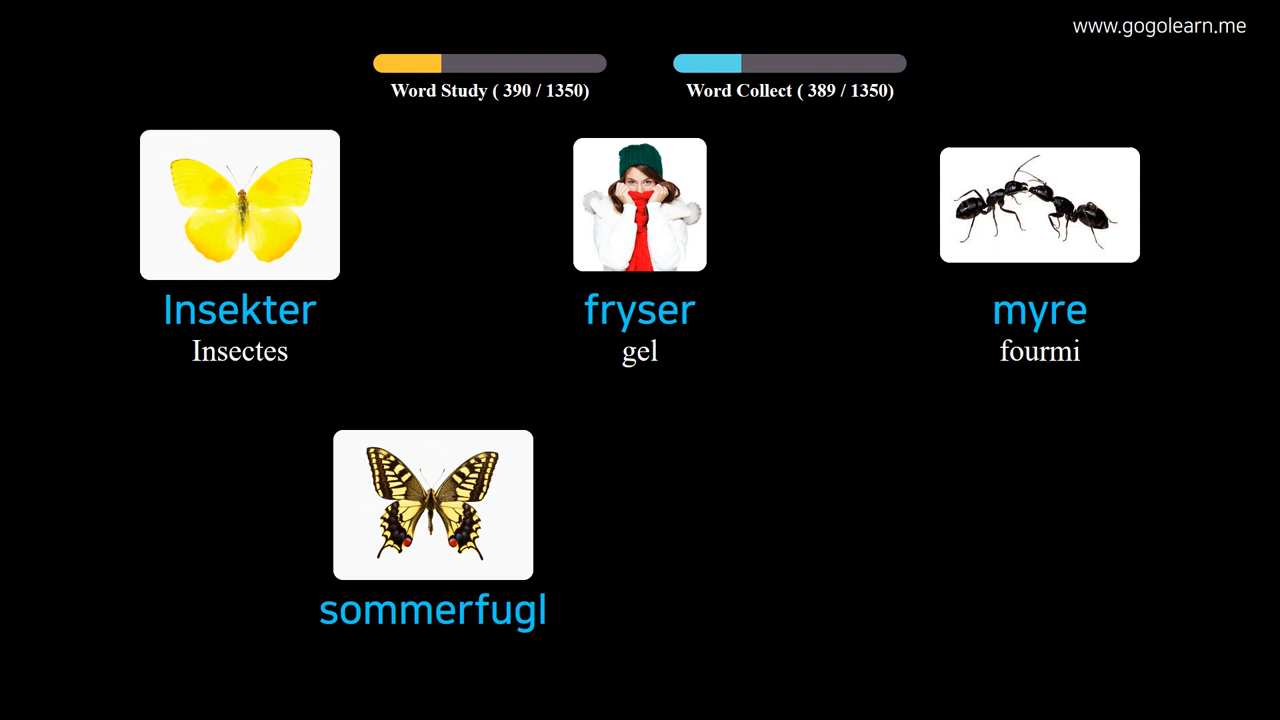 www.gogolearn.me
Word Study ( 390 / 1350)
Word Collect ( 389 / 1350)
Insekter
Insectes
fryser
gel
myre
fourmi
sommerfugl